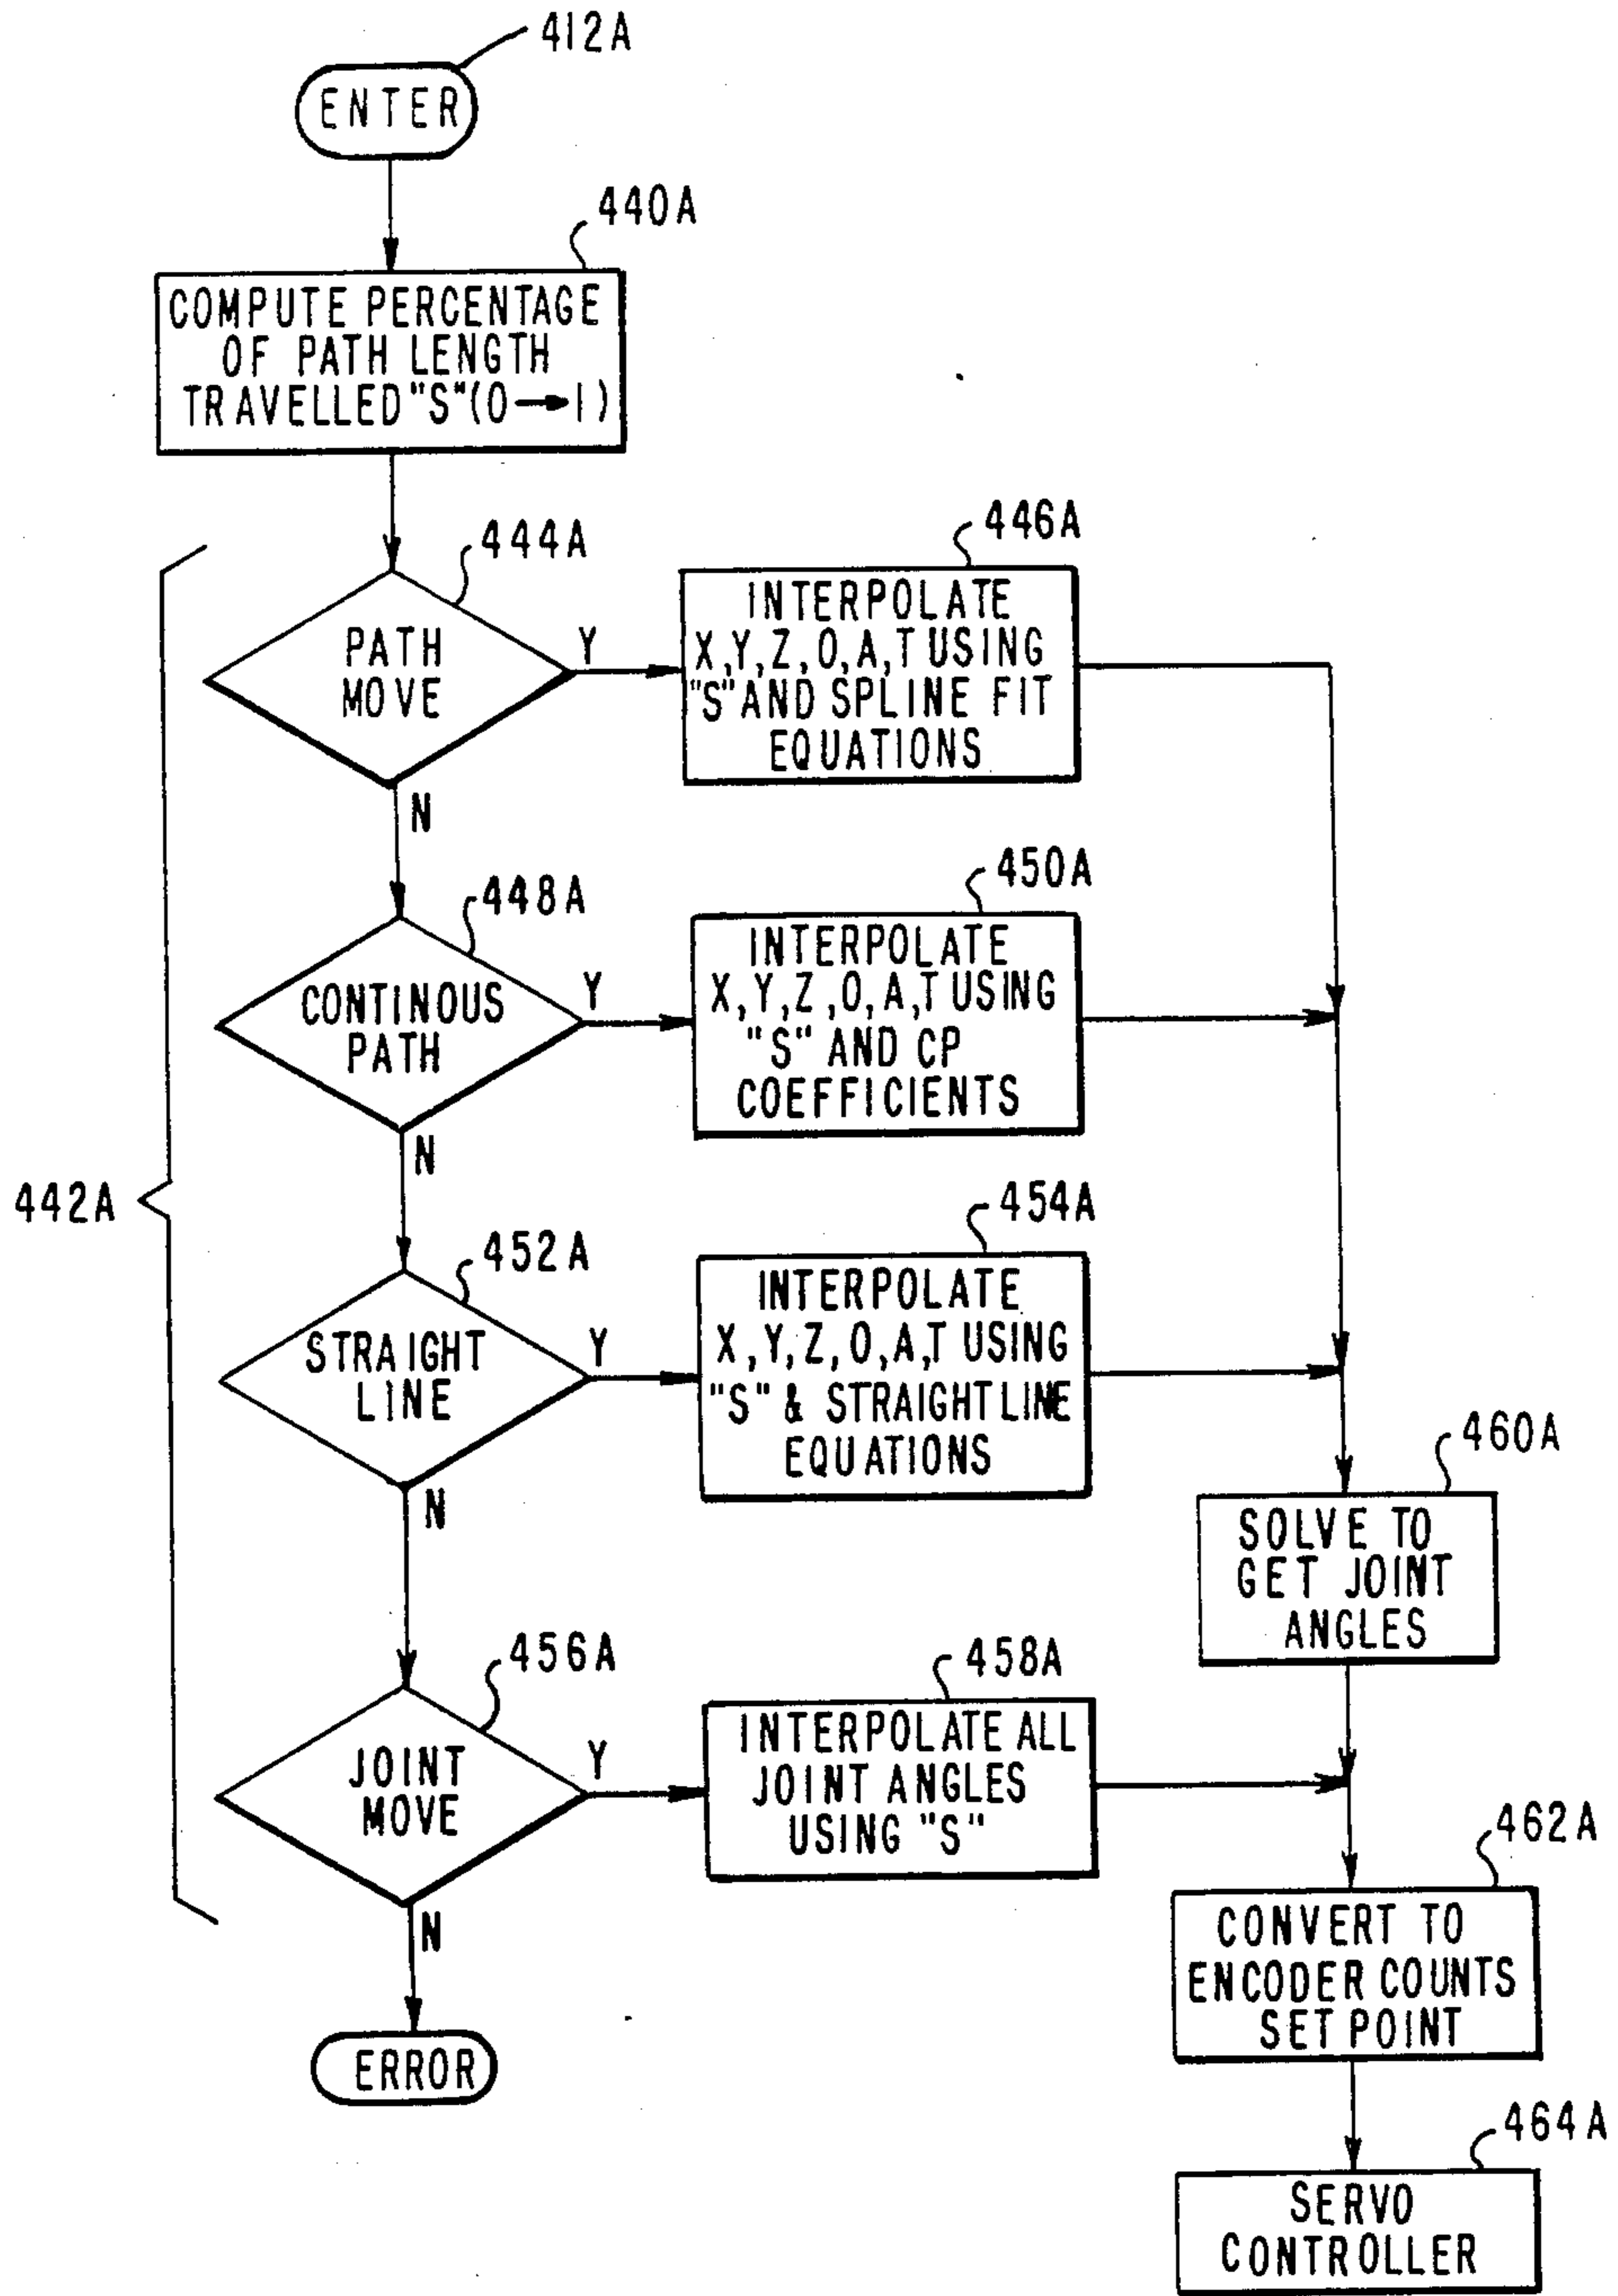 412A
ENTER
440A
COMPUTE PERCENTAGE
OF PATH LENGTH
TRAVELLED "S"(0→1)
444A
PATH
MOVE
Y
N
446A
INTERPOLATE
X,Y,Z,O,A,T USING
"S" AND SPLINE FIT
EQUATIONS
448A
CONTINOUS
PATH
Y
N
450A
INTERPOLATE
X,Y,Z,O,A,T USING
"S" AND CP
COEFFICIENTS
442A
452A
STRAIGHT
LINE
Y
N
454A
INTERPOLATE
X,Y,Z,O,A,T USING
"S" & STRAIGHT LINE
EQUATIONS
460A
SOLVE TO
GET JOINT
ANGLES
456A
JOINT
MOVE
Y
N
458A
INTERPOLATE ALL
JOINT ANGLES
USING "S"
462A
CONVERT TO
ENCODER COUNTS
SET POINT
ERROR
464A
SERVO
CONTROLLER